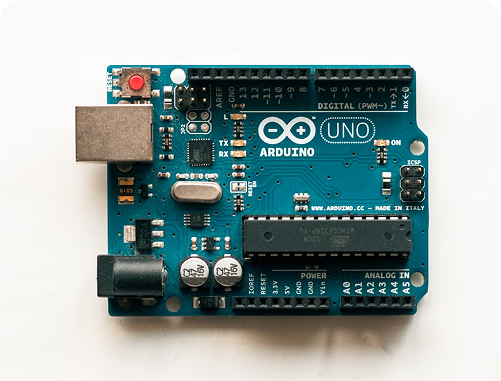 RESET
AREF
GND
13
12
~11
~10
~9
8
7
~6
~5
4
~3
2
TX→1
RX←0
DIGITAL (PWM~)
L
TX
RX
UNO
ON
ARDUINO
ICSP
WWW.ARDUINO.CC - MADE IN ITALY
ATMEGA328P-PU
POWER
ANALOG IN
IOREF
RESET
3.3V
5V
GND
GND
Vin
A0
A1
A2
A3
A4
A5